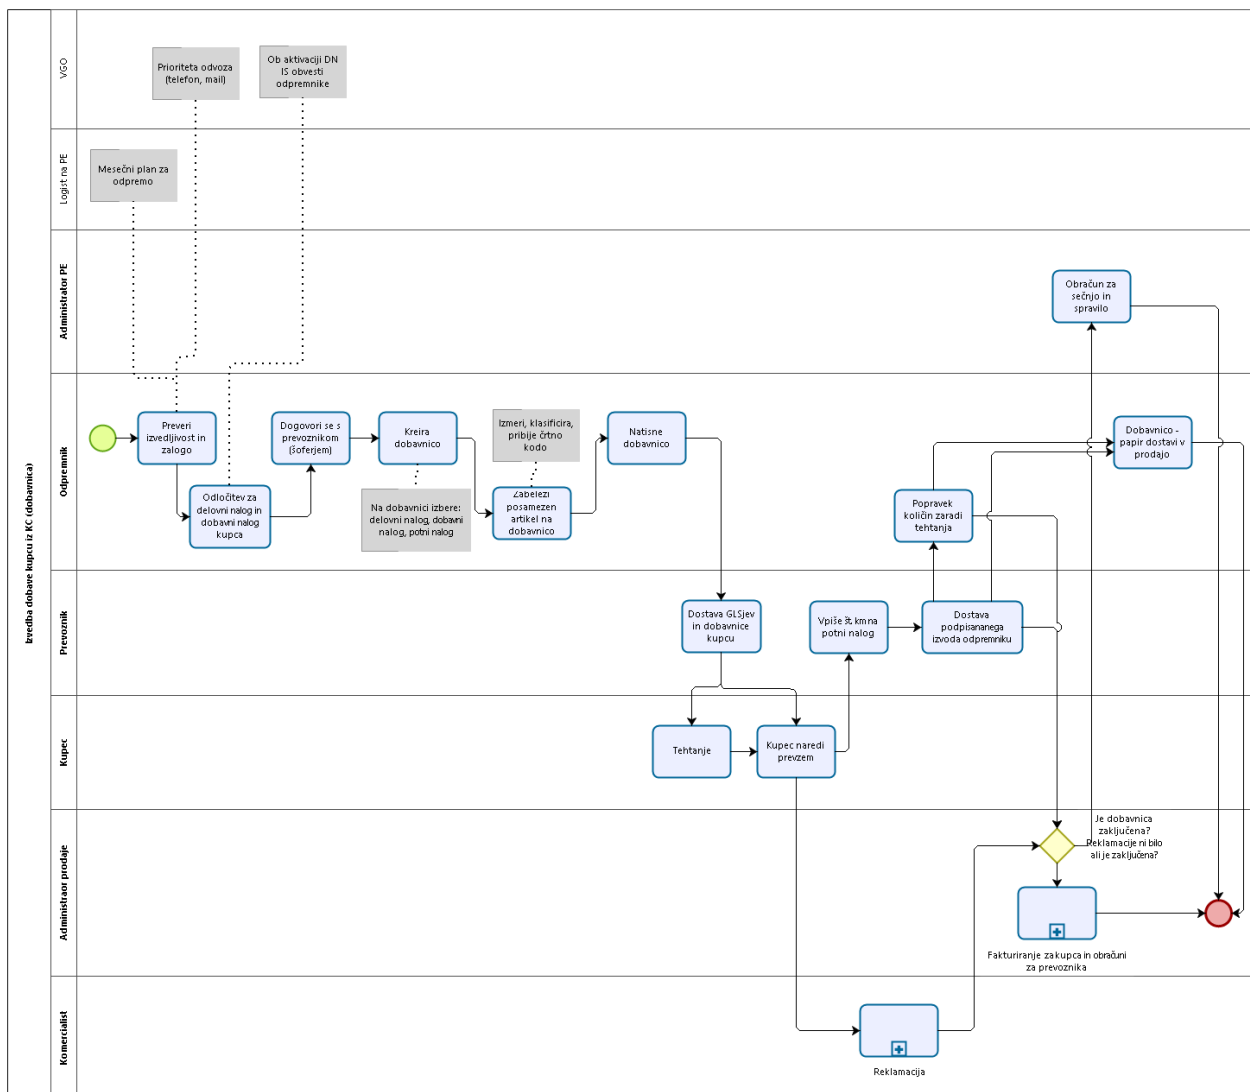 Izvedba dobave kupcu iz KC (dobavnica)
VGO
Prioriteta odvoza
(telefon, mail)
Ob aktivaciji DN
IS obvesti
odpremnike
Logist na PE
Mesečni plan za
odpremo
Administrator PE
Obračun za
sečnjo in
spravilo
Odpremnik
Preveri
izvedljivost in
zalogo
Odločitev za
delovni nalog in
dobavni nalog
kupca
Dogovori se s
prevoznikom
(šoferjem)
Kreira
dobavnico
Na dobavnici izbere:
delovni nalog, dobavni
nalog, potni nalog
Izmeri, klasificira,
pribije črtno
kodo
Zabeleži
posamezen
artikel na
dobavnico
Natisne
dobavnico
Popravek
količin zaradi
tehtanja
Dobavnico -
papir dostavi v
prodajo
Prevoznik
Dostava GLSjev
in dobavnice
kupcu
Vpiše št. km na
potni nalog
Dostava
podpisananega
izvoda odpremniku
Kupec
Tehtanje
Kupec naredi
prevzem
Administraor prodaje
Je dobavnica
zaključena?
Reklamacije ni bilo
ali je zaključena?
Fakturiranje za kupca in obračuni
za prevoznika
Komercialist
Reklamacija